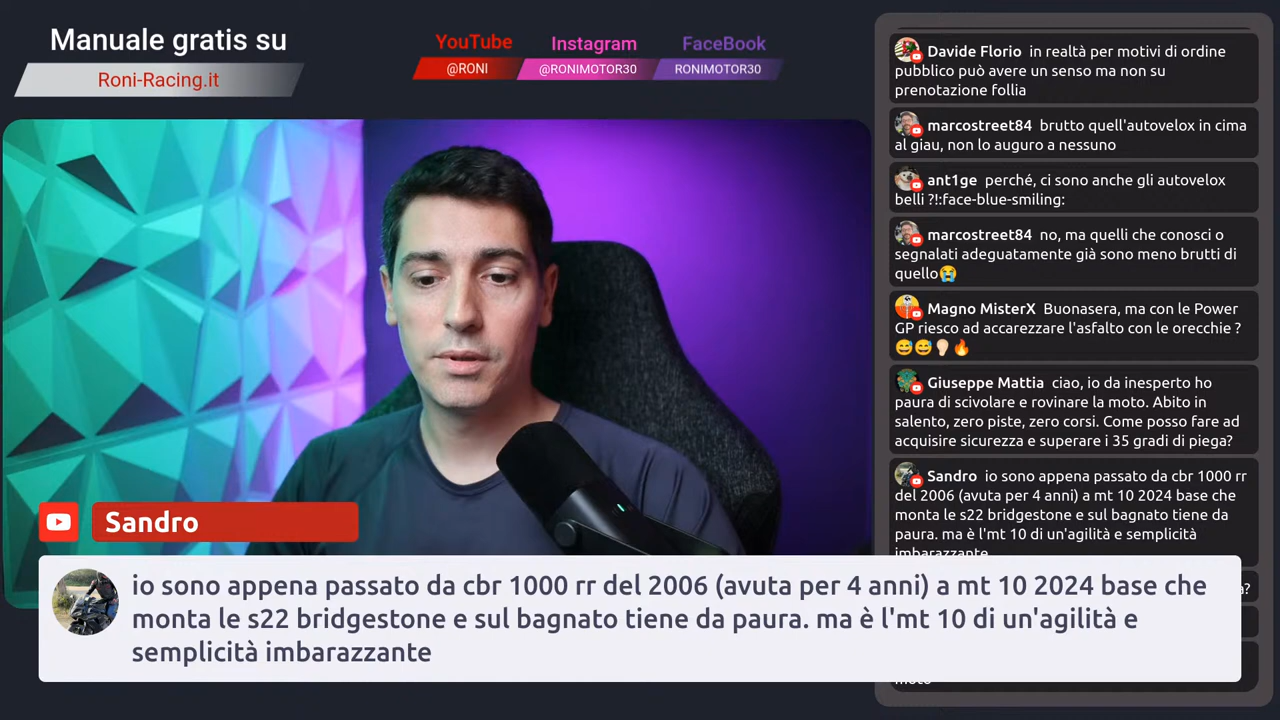 Manuale gratis su
Roni-Racing.it
YouTube
@RONI
Instagram
@RONIMOTOR30
FaceBook
RONIMOTOR30
Davide Florio in realtà per motivi di ordine
pubblico può avere un senso ma non su
prenotazione follia
marcostreet84 brutto quell'autovelox in cima
al giau, non lo auguro a nessuno
ant1ge perché, ci sono anche gli autovelox
belli ?!:face-blue-smiling:
marcostreet84 no, ma quelli che conosci o
segnalati adeguatamente già sono meno brutti di
quello😭
Magno MisterX Buonasera, ma con le Power
GP riesco ad accarezzare l'asfalto con le orecchie ?
😅😅👂🏻🔥
Giuseppe Mattia ciao, io da inesperto ho
paura di scivolare e rovinare la moto. Abito in
salento, zero piste, zero corsi. Come posso fare ad
acquisire sicurezza e superare i 35 gradi di piega?
Sandro io sono appena passato da cbr 1000 rr
del 2006 (avuta per 4 anni) a mt 10 2024 base che
monta le s22 bridgestone e sul bagnato tiene da
paura. ma è l'mt 10 di un'agilità e semplicità
imbarazzante
Sandro
io sono appena passato da cbr 1000 rr del 2006 (avuta per 4 anni) a mt 10 2024 base che
monta le s22 bridgestone e sul bagnato tiene da paura. ma è l'mt 10 di un'agilità e
semplicità imbarazzante